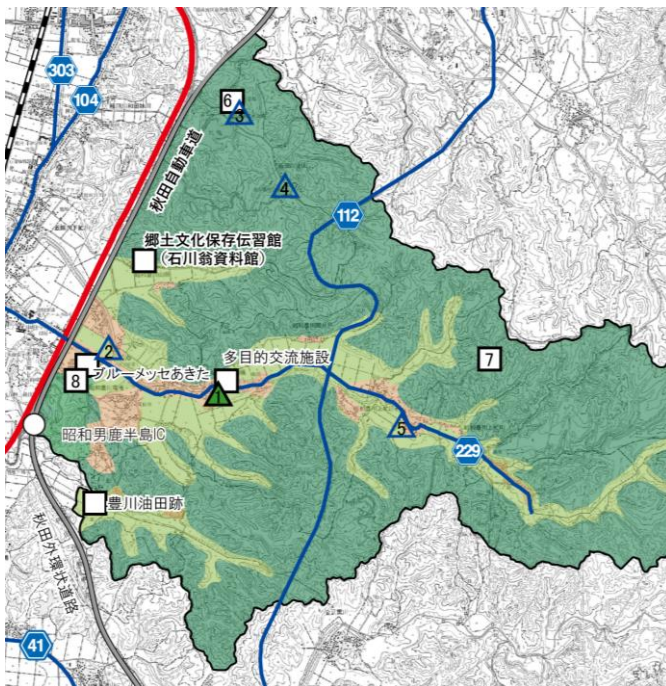 303
104
6
3
秋田自動車道
4
112
郷土文化保存伝習館
(石川翁資料館)
2
多目的交流施設
7
ブルーメッセあきた
8
1
昭和男鹿半島IC
5
229
豊川油田跡
秋田外環状道路
41